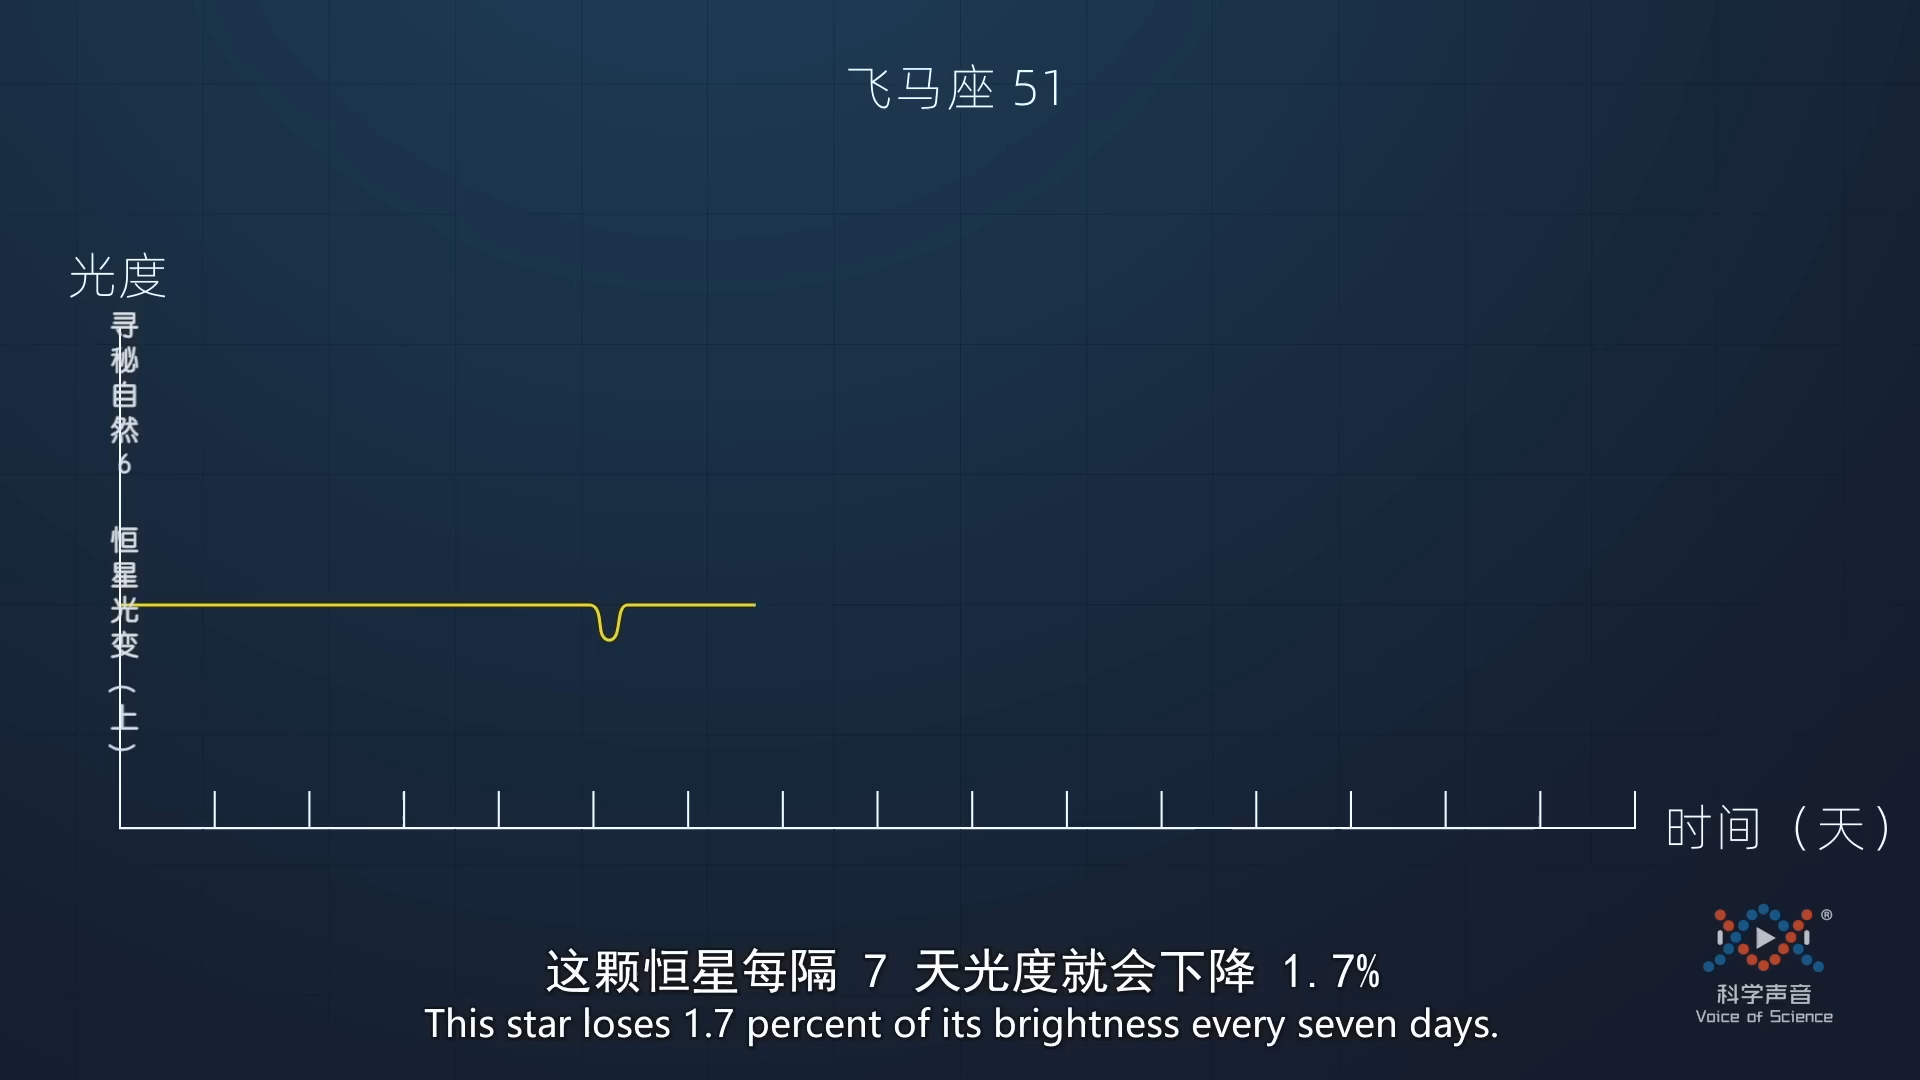 飞马座 51
光度
寻秘自然6 恒星光变（上）
时间（天）
这颗恒星每隔 7 天光度就会下降 1.7%
This star loses 1.7 percent of its brightness every seven days.
®
科学声音
Voice of Science